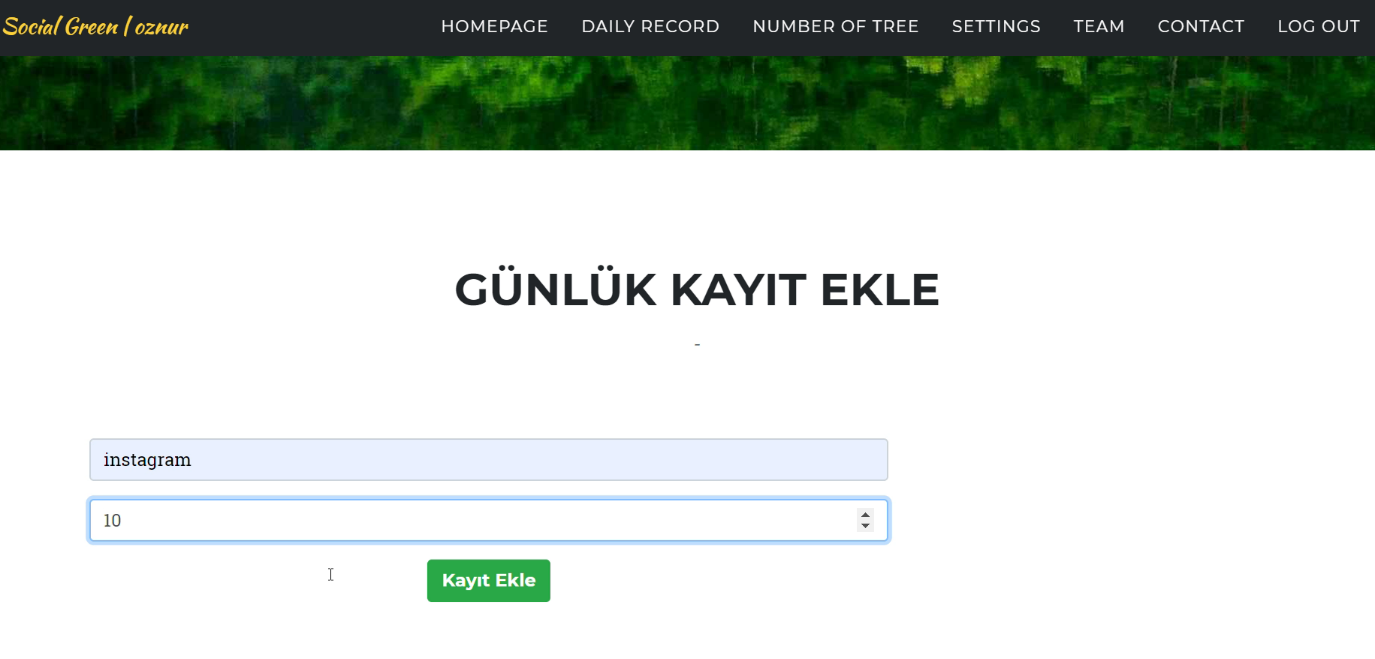 Social Green | oznur HOMEPAGE DAILY RECORD NUMBER OF TREE SETTINGS TEAM CONTACT LOG OUT
GÜNLÜK KAYIT EKLE
-
instagram
10
Kayıt Ekle